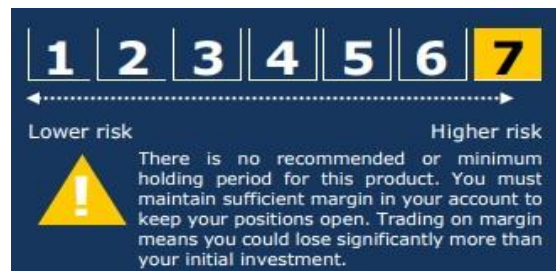 1 2 3 4 5 6 7
Lower risk Higher risk
!
There is no recommended or minimum
holding period for this product. You must
maintain sufficient margin in your account to
keep your positions open. Trading on margin
means you could lose significantly more than
your initial investment.